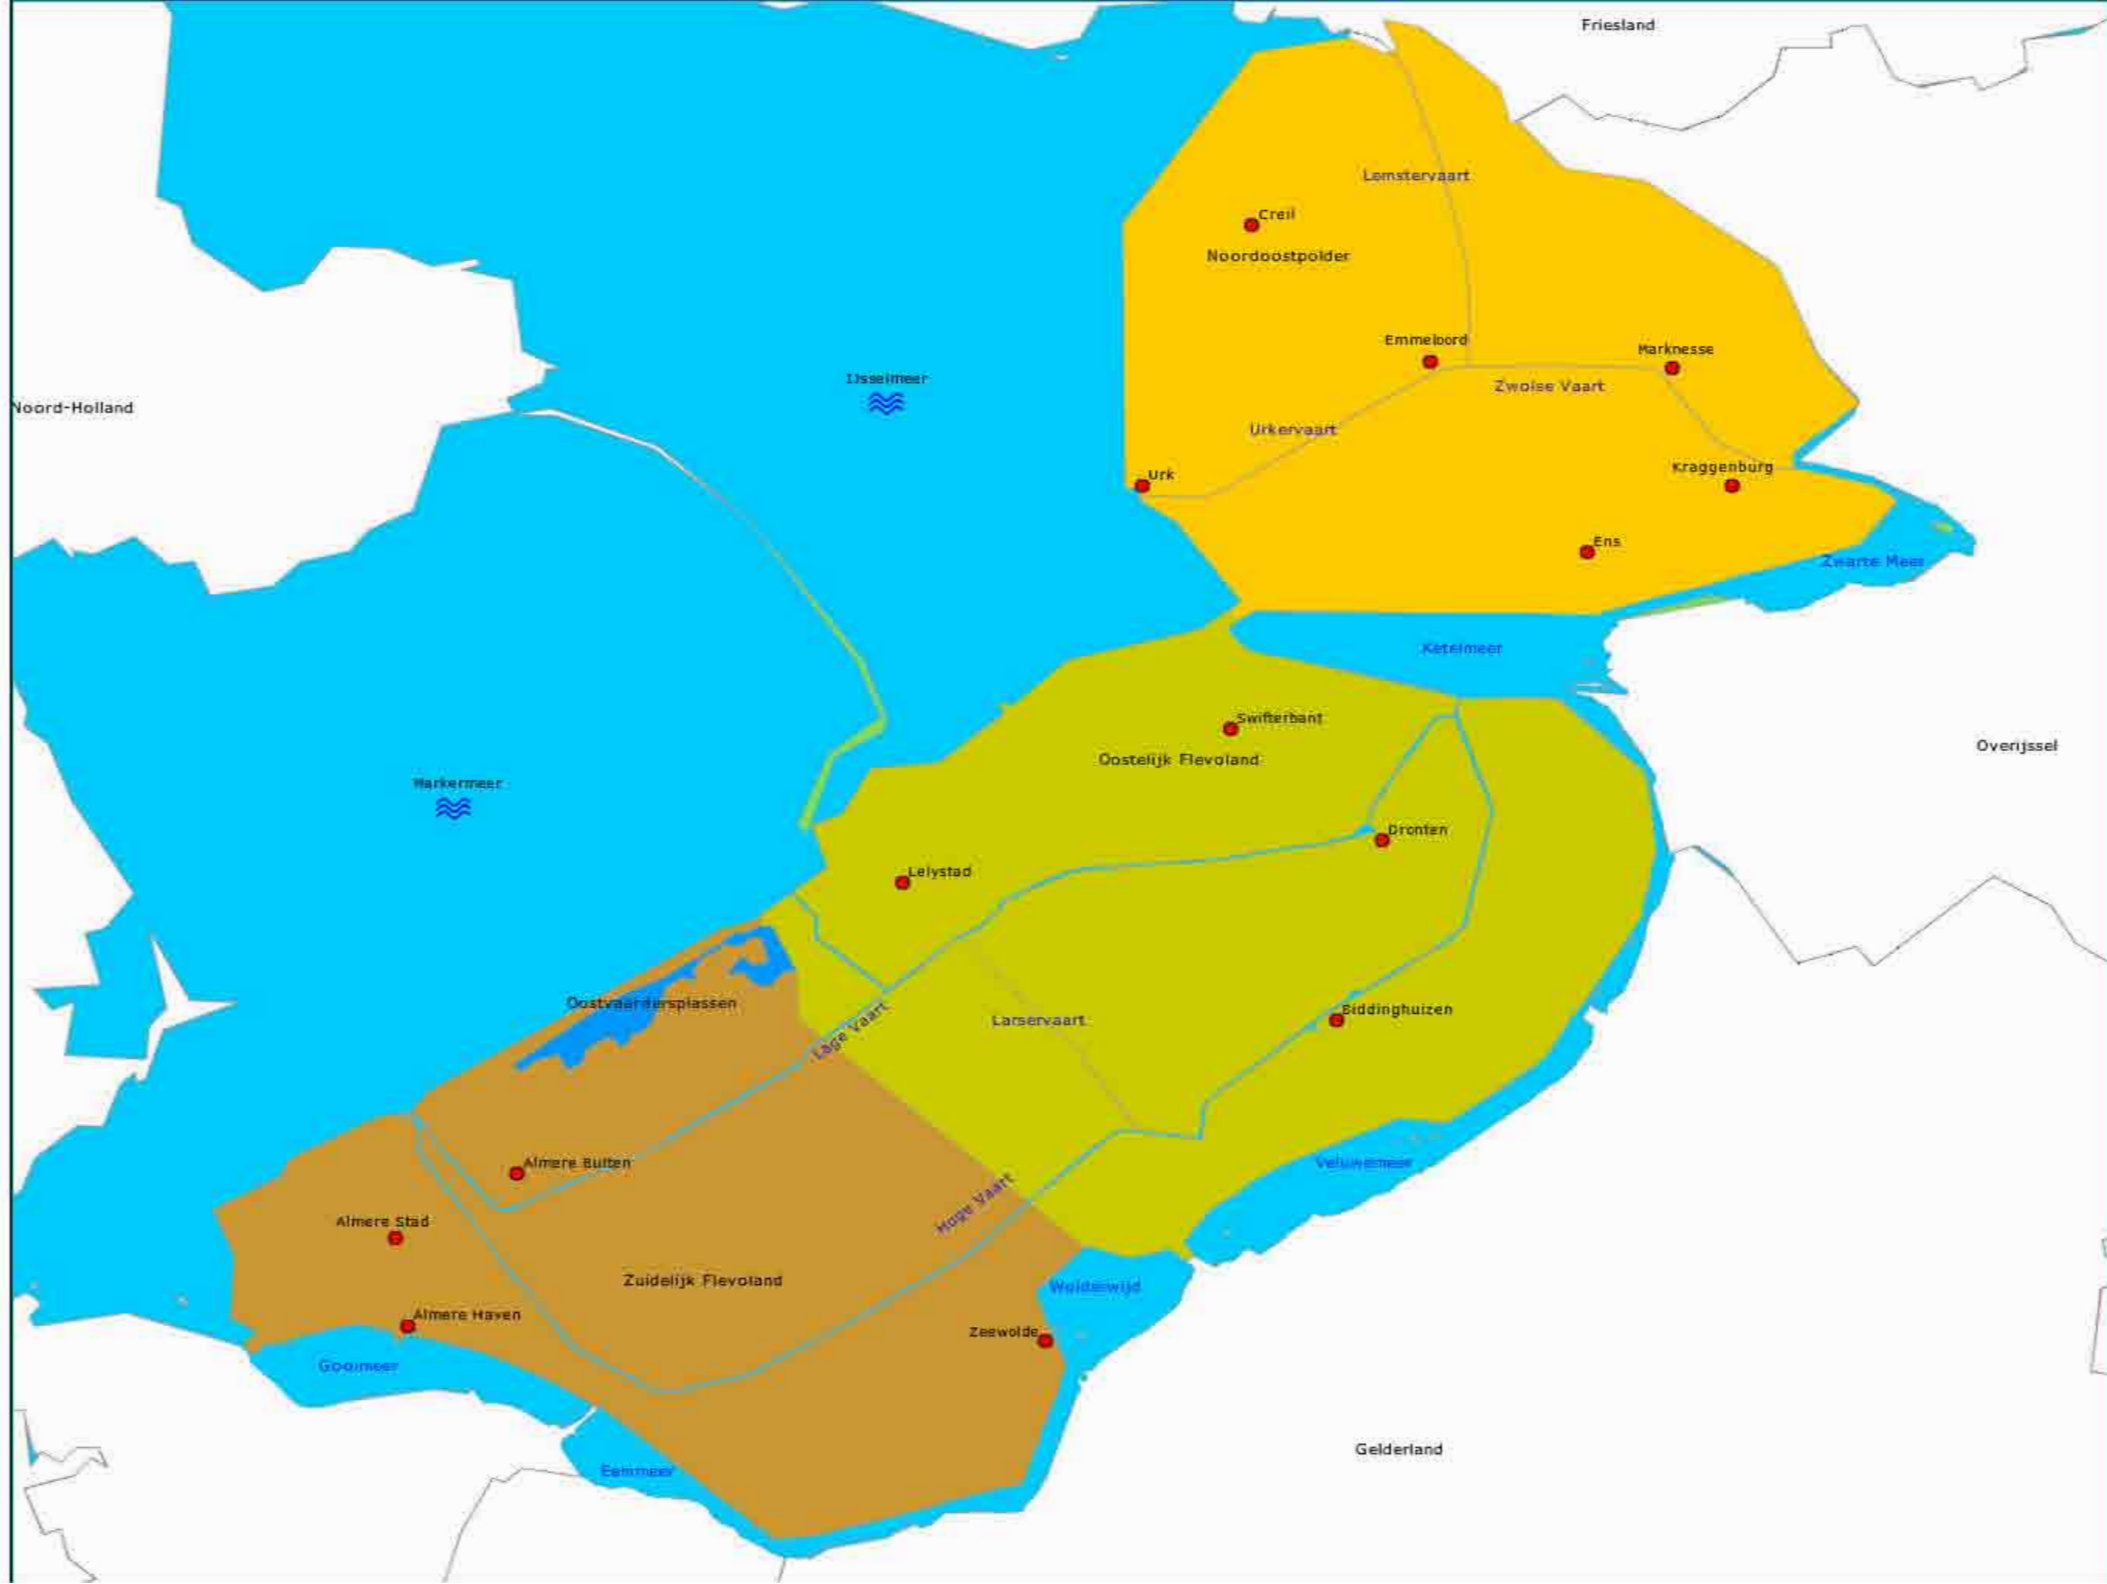 Friesland
Lemstervaart
Creil
Noordoostpolder
Emmeloord
Marknesse
IJsselmeer
Zwolse Vaart
Noord-Holland
Urkervaart
Kraggenburg
Urk
Ens
Zwarte Meer
Ketelmeer
Swifterbant
Overijssel
Oostelijk Flevoland
Markermeer
Dronten
Lelystad
Oostvaardersplassen
Biddinghuizen
Larservaart
Lage Vaart
Almere Buiten
Veluwemeer
Hoge Vaart
Almere Stad
Zuidelijk Flevoland
Wolderwijd
Almere Haven
Zeewolde
Gooimeer
Gelderland
Eemmeer